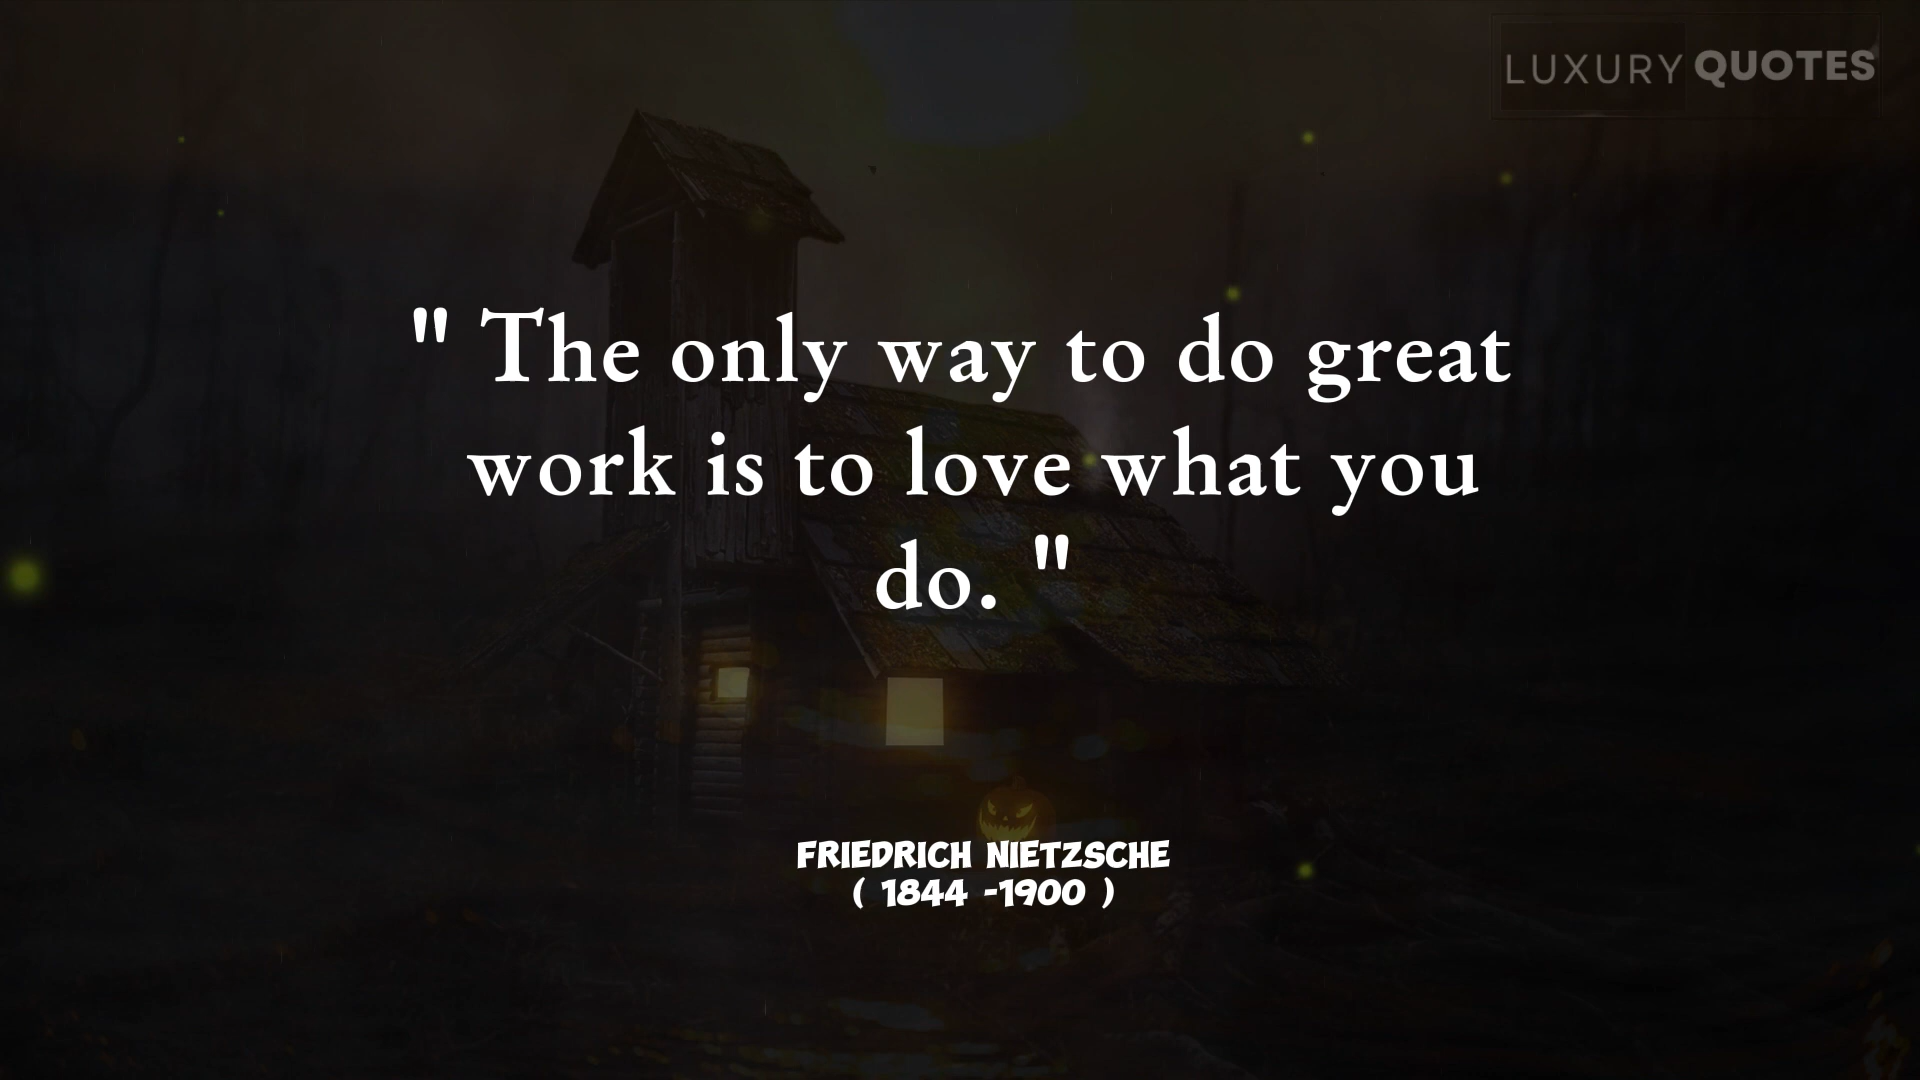 LUXURY QUOTES
" The only way to do great
work is to love what you
do. "
FRIEDRICH NIETZSCHE
( 1844 -1900 )